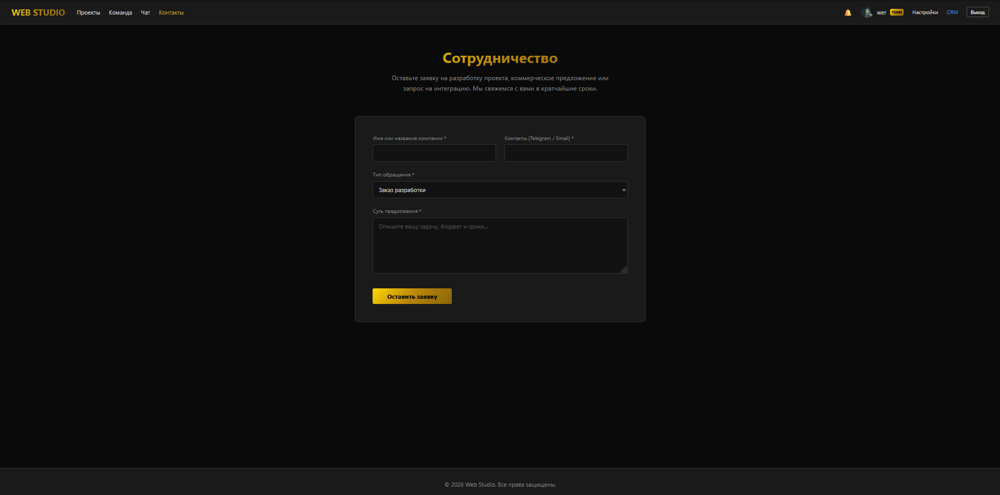 WEB STUDIO Проекты Команда Чат Контакты wer TEAM Настройки CRM Выход
Сотрудничество
Оставьте заявку на разработку проекта, коммерческое предложение или
запрос на интеграцию. Мы свяжемся с вами в кратчайшие сроки.
Имя или название компании * Контакты (Telegram / Email) *
Тип обращения *
Заказ разработки
Суть предложения *
Опишите вашу задачу, бюджет и сроки...
Оставить заявку
© 2026 Web Studio. Все права защищены.